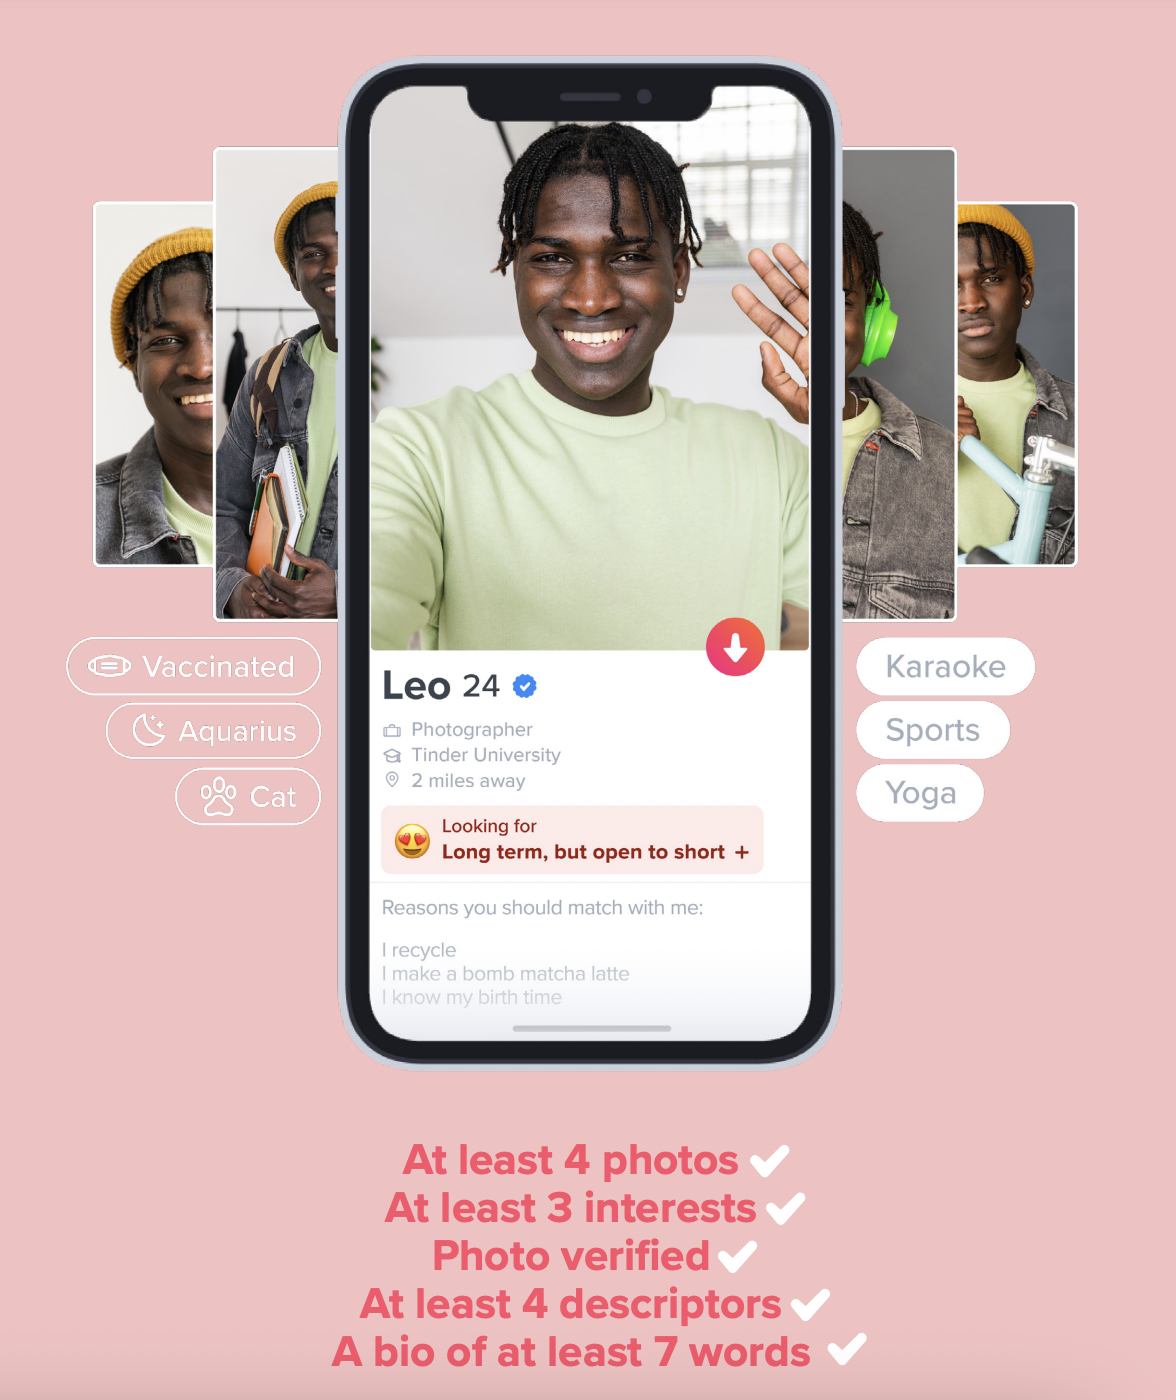 Vaccinated
Aquarius
Cat
Leo 24
Photographer
Tinder University
2 miles away
Looking for
Long term, but open to short +
Reasons you should match with me:
I recycle
I make a bomb matcha latte
I know my birth time
Karaoke
Sports
Yoga
At least 4 photos
At least 3 interests
Photo verified
At least 4 descriptors
A bio of at least 7 words